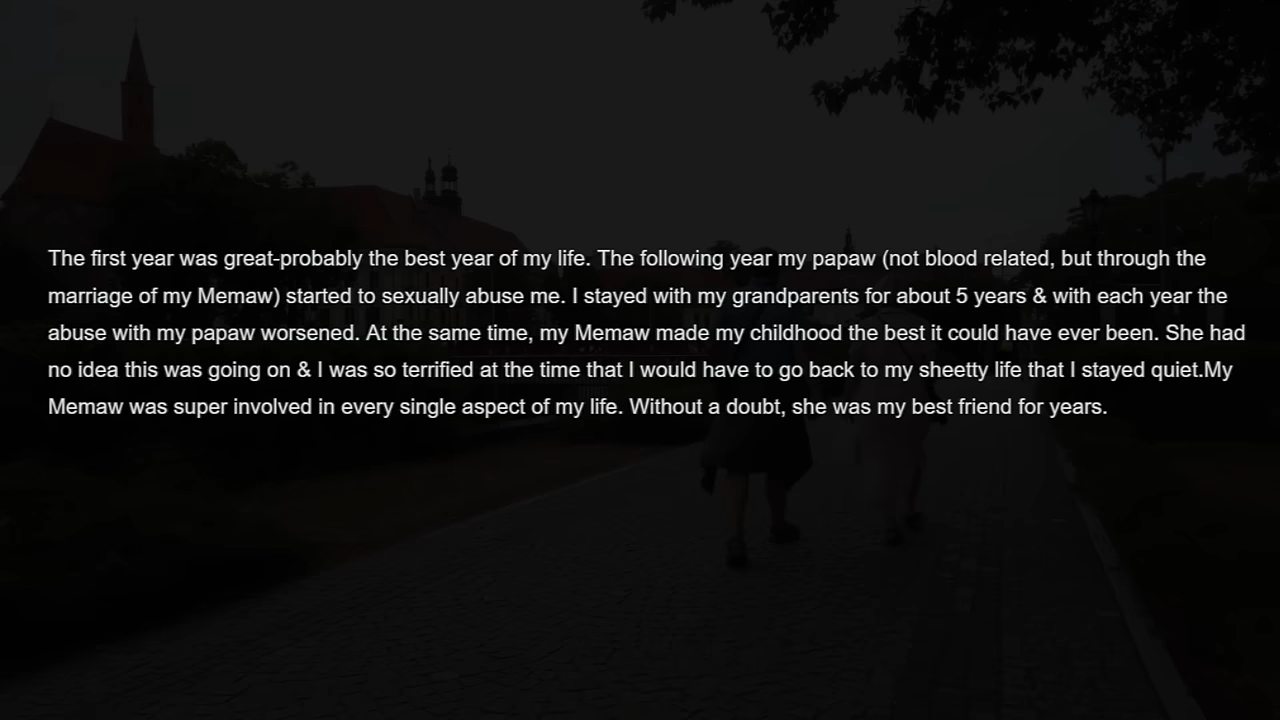 The first year was great-probably the best year of my life. The following year my papaw (not blood related, but through the
marriage of my Memaw) started to sexually abuse me. I stayed with my grandparents for about 5 years & with each year the
abuse with my papaw worsened. At the same time, my Memaw made my childhood the best it could have ever been. She had
no idea this was going on & I was so terrified at the time that I would have to go back to my sheetty life that I stayed quiet.My
Memaw was super involved in every single aspect of my life. Without a doubt, she was my best friend for years.